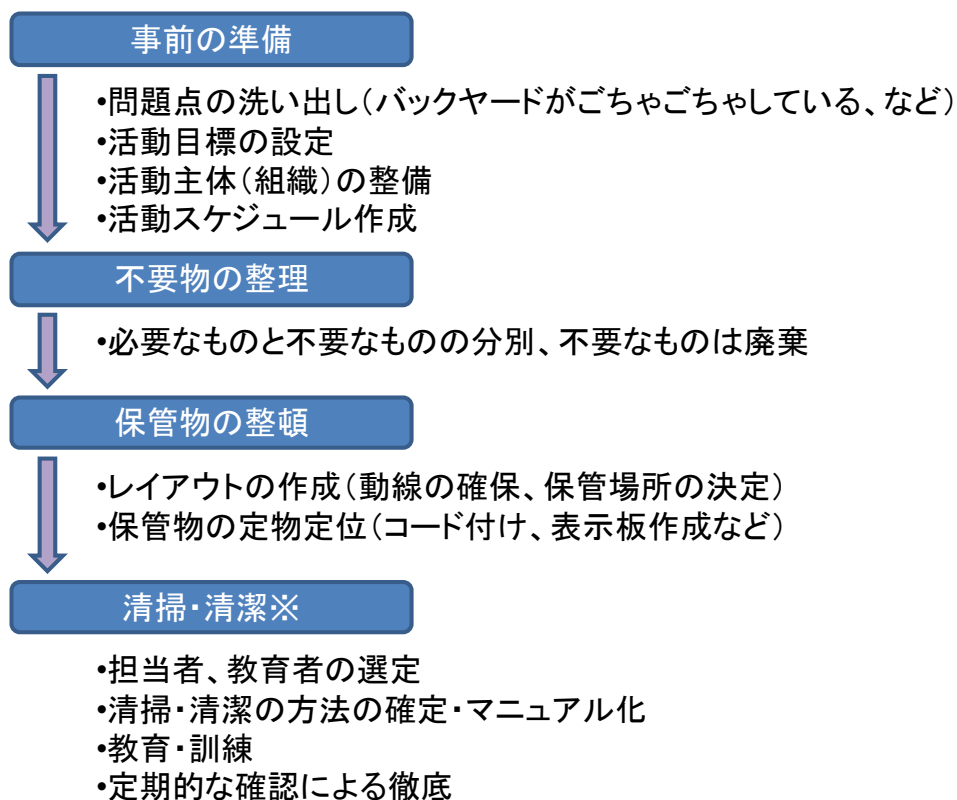 事前の準備
•問題点の洗い出し(バックヤードがごちゃごちゃしている、など)
•活動目標の設定
•活動主体(組織)の整備
•活動スケジュール作成
不要物の整理
•必要なものと不要なものの分別、不要なものは廃棄
保管物の整頓
•レイアウトの作成(動線の確保、保管場所の決定)
•保管物の定物定位(コード付け、表示板作成など)
清掃・清潔※
•担当者、教育者の選定
•清掃・清潔の方法の確定・マニュアル化
•教育・訓練
•定期的な確認による徹底